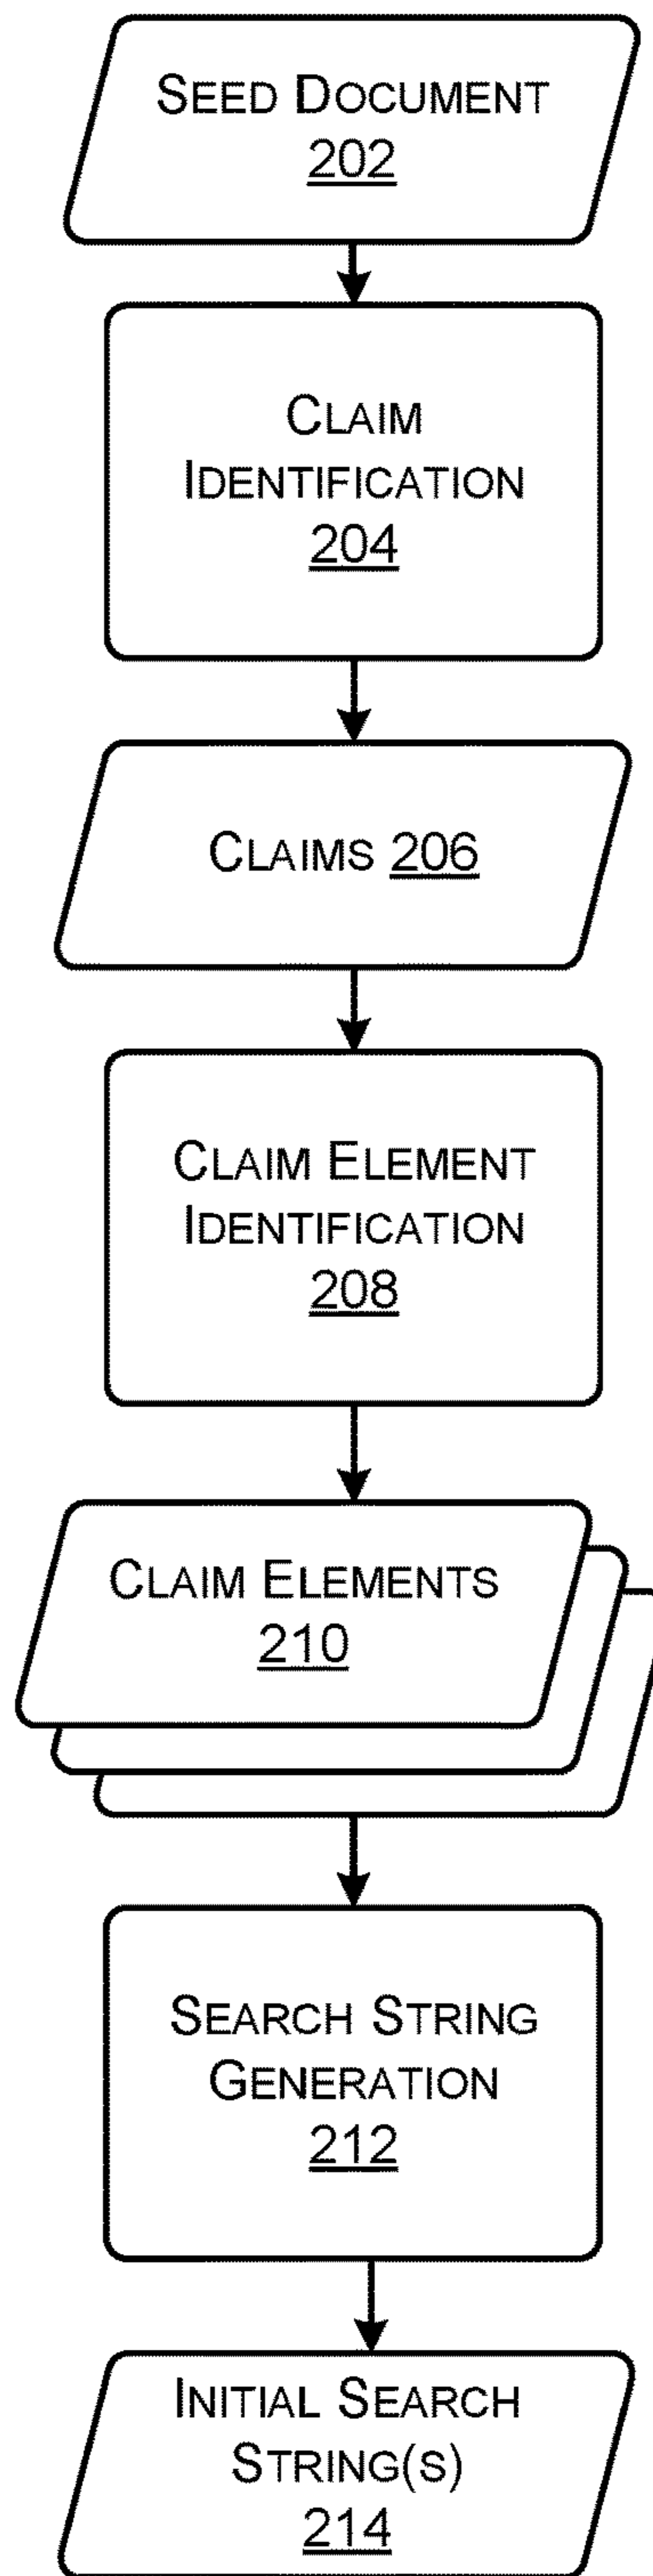 SEED DOCUMENT
202
CLAIM
IDENTIFICATION
204
CLAIMS 206
CLAIM ELEMENT
IDENTIFICATION
208
CLAIM ELEMENTS
210
SEARCH STRING
GENERATION
212
INITIAL SEARCH
STRING(S)
214